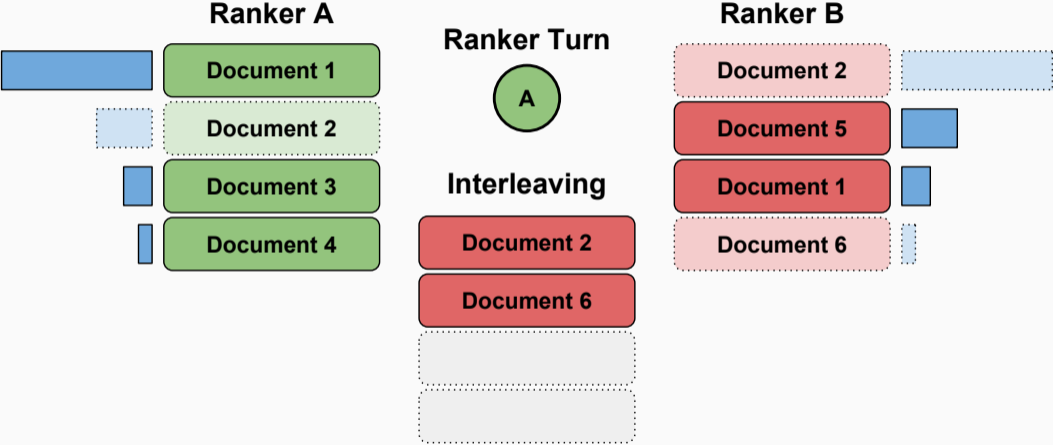 Ranker A
Document 1
Document 2
Document 3
Document 4
Ranker Turn
A
Interleaving
Document 2
Document 6
Ranker B
Document 2
Document 5
Document 1
Document 6